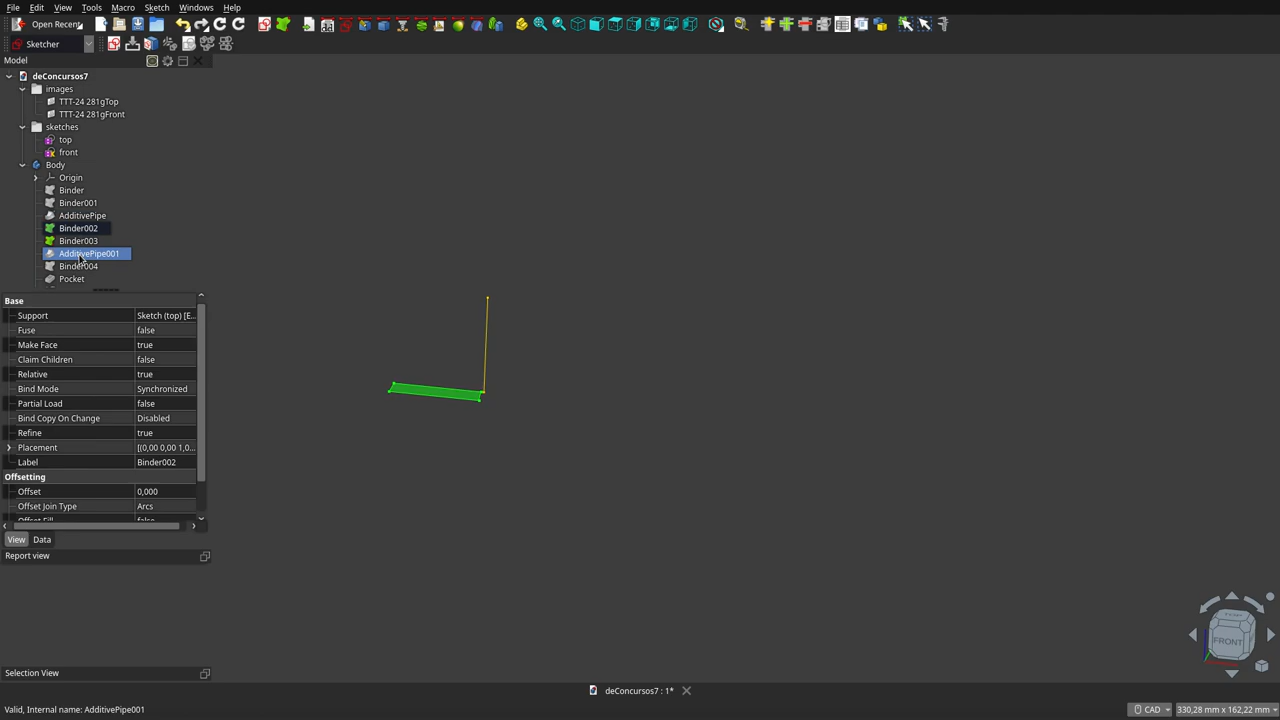 File Edit View Tools Macro Sketch Windows Help
Open Recent
Sketcher
Model
deConcursos7
images
TTT-24 281gTop
TTT-24 281gFront
sketches
top
front
Body
Origin
Binder
Binder001
AdditivePipe
Binder002
Binder003
AdditivePipe001
Binder004
Pocket
Base
Support Sketch (top) [E...
Fuse false
Make Face true
Claim Children false
Relative true
Bind Mode Synchronized
Partial Load false
Bind Copy On Change Disabled
Refine true
Placement [(0,00 0,00 1,0...
Label Binder002
Offsetting
Offset 0,000
Offset Join Type Arcs
Offset Fill false
View Data
Report view
Selection View
TOP
FRONT
deConcursos7 : 1*
Valid, Internal name: AdditivePipe001
CAD
330,28 mm x 162,22 mm